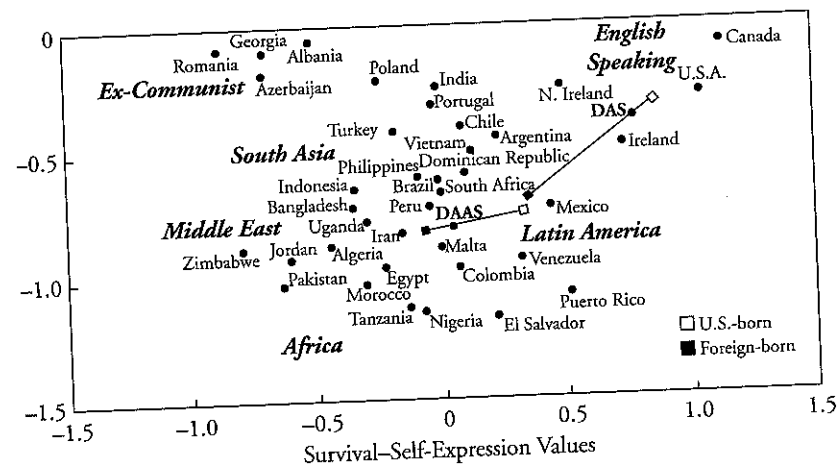 0
−0.5
−1.0
−1.5
−1.5
−1.0
−0.5
0
0.5
1.0
1.5
Survival–Self-Expression Values
English
Speaking
Canada
U.S.A.
Georgia
Romania
Albania
Ex-Communist
Azerbaijan
Poland
India
N. Ireland
DAS
Portugal
Chile
Turkey
Vietnam
Argentina
Ireland
South Asia
Philippines
Dominican Republic
Indonesia
Brazil
South Africa
Bangladesh
Peru
DAAS
Mexico
Middle East
Uganda
Iran
Latin America
Zimbabwe
Jordan
Algeria
Malta
Venezuela
Pakistan
Egypt
Colombia
Morocco
Puerto Rico
Tanzania
Nigeria
El Salvador
Africa
U.S.-born
Foreign-born